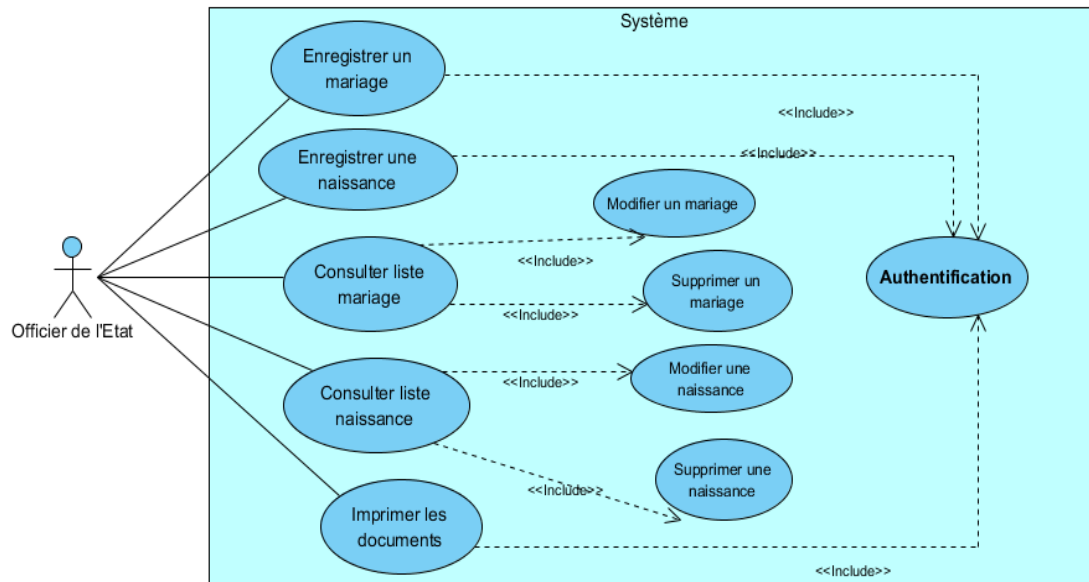 Système
Enregistrer un
mariage
<<Include>>
Enregistrer une
naissance
<<Include>>
Modifier un mariage
<<Include>>
Consulter liste
mariage
Supprimer un
mariage
Authentification
<<Include>>
Officier de l'Etat
Modifier une
naissance
<<Include>>
Consulter liste
naissance
Supprimer une
naissance
<<Include>>
Imprimer les
documents
<<Include>>